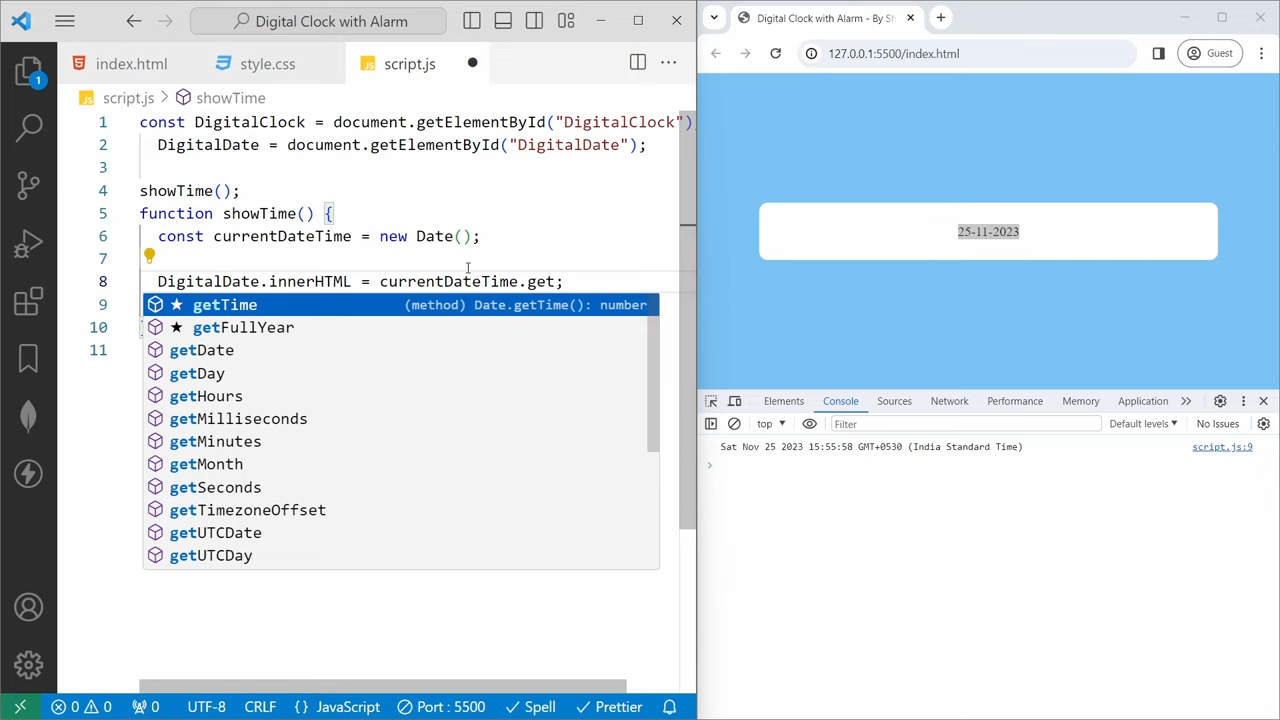 Digital Clock with Alarm
index.html
style.css
script.js
script.js > showTime
1 const DigitalClock = document.getElementById("DigitalClock")
2 DigitalDate = document.getElementById("DigitalDate");
3
4 showTime();
5 function showTime() {
6 const currentDateTime = new Date();
7
8 DigitalDate.innerHTML = currentDateTime.get;
9
10
11
★ getTime (method) Date.getTime(): number
★ getFullYear
getDate
getDay
getHours
getMilliseconds
getMinutes
getMonth
getSeconds
getTimezoneOffset
getUTCDate
getUTCDay
1
0 0 0 UTF-8 CRLF {} JavaScript Port : 5500 Spell Prettier
Digital Clock with Alarm - By Sh
127.0.0.1:5500/index.html
Guest
25-11-2023
Elements Console Sources Network Performance Memory Application
top Filter Default levels No Issues
Sat Nov 25 2023 15:55:58 GMT+0530 (India Standard Time) script.js:9